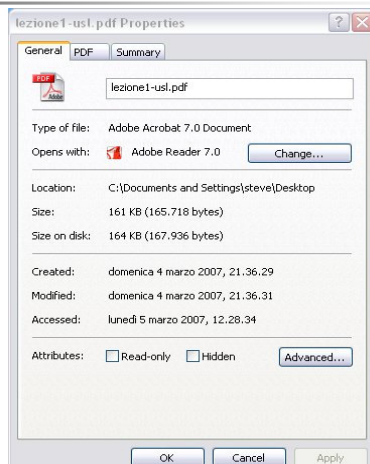 lezione1-usl.pdf Properties
General PDF Summary
PDF
Adobe
lezione1-usl.pdf
Type of file: Adobe Acrobat 7.0 Document
Opens with: Adobe Reader 7.0 Change...
Location: C:\Documents and Settings\steve\Desktop
Size: 161 KB (165.718 bytes)
Size on disk: 164 KB (167.936 bytes)
Created: domenica 4 marzo 2007, 21.36.29
Modified: domenica 4 marzo 2007, 21.36.31
Accessed: lunedì 5 marzo 2007, 12.28.34
Attributes: Read-only Hidden Advanced...
OK Cancel Apply